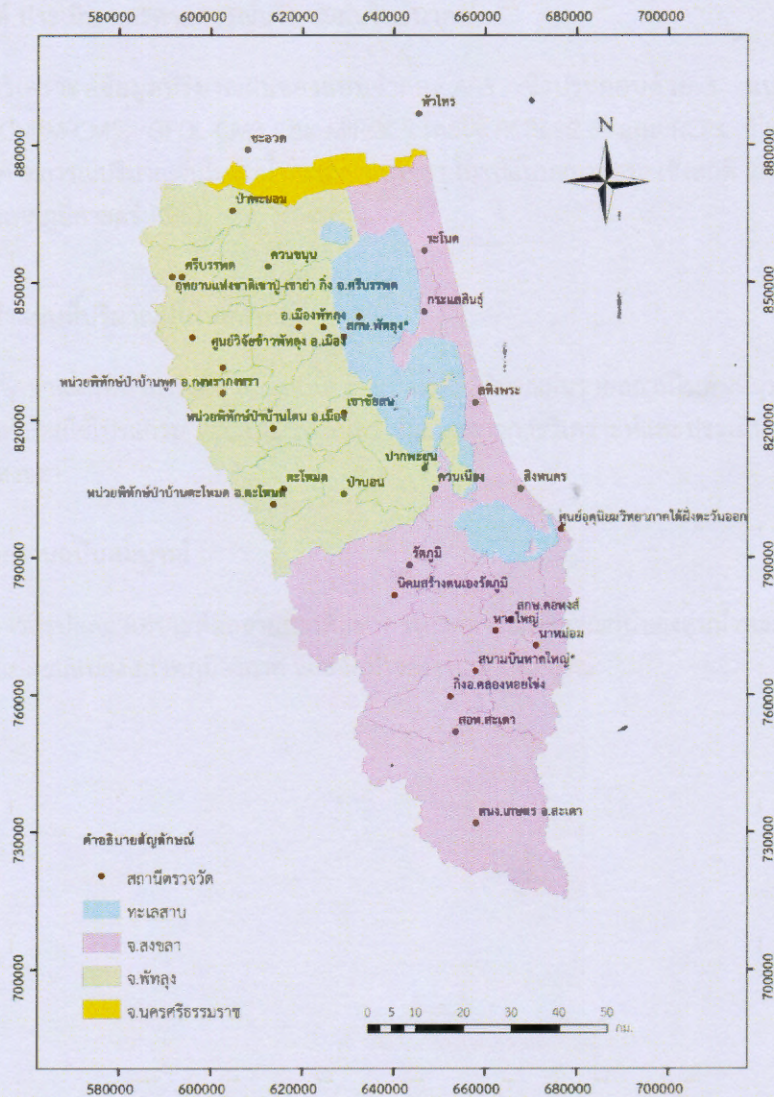 580000 600000 620000 640000 660000 680000 700000
880000 850000 820000 790000 760000 730000 700000
880000 850000 820000 790000 760000 730000 700000
N
หัวไทร
ชะอวด
ป่าพะยอม
ระโนด
ควนขนุน
ศรีบรรพต
อุทยานแห่งชาติเขาปู่-เขาย่า กิ่ง อ.ศรีบรรพต
กระแสสินธุ์
อ.เมืองพัทลุง
สกษ.พัทลุง*
ศูนย์วิจัยข้าวพัทลุง อ.เมือง
หน่วยพิทักษ์ป่าบ้านพูด อ.กงหรากงหรา
สทิงพระ
เขาชัยสน
หน่วยพิทักษ์ป่าบ้านโตน อ.เมือง
ปากพะยูน
ตะโหมด
ป่าบอน
ควนเนียง
สิงหนคร
หน่วยพิทักษ์ป่าบ้านตะโหมด อ.ตะโหมด
ศูนย์อุตุนิยมวิทยาภาคใต้ฝั่งตะวันออก
รัตภูมิ
นิคมสร้างตนเองรัตภูมิ
สกษ.คอหงส์
หาดใหญ่
นาหม่อม
สนามบินหาดใหญ่*
กิ่งอ.คลองหอยโข่ง
สอท.สะเดา
สนง.เกษตร อ.สะเดา
คำอธิบายสัญลักษณ์
สถานีตรวจวัด
ทะเลสาบ
จ.สงขลา
จ.พัทลุง
จ.นครศรีธรรมราช
0 5 10 20 30 40 50
กม.
580000 600000 620000 640000 660000 680000 700000